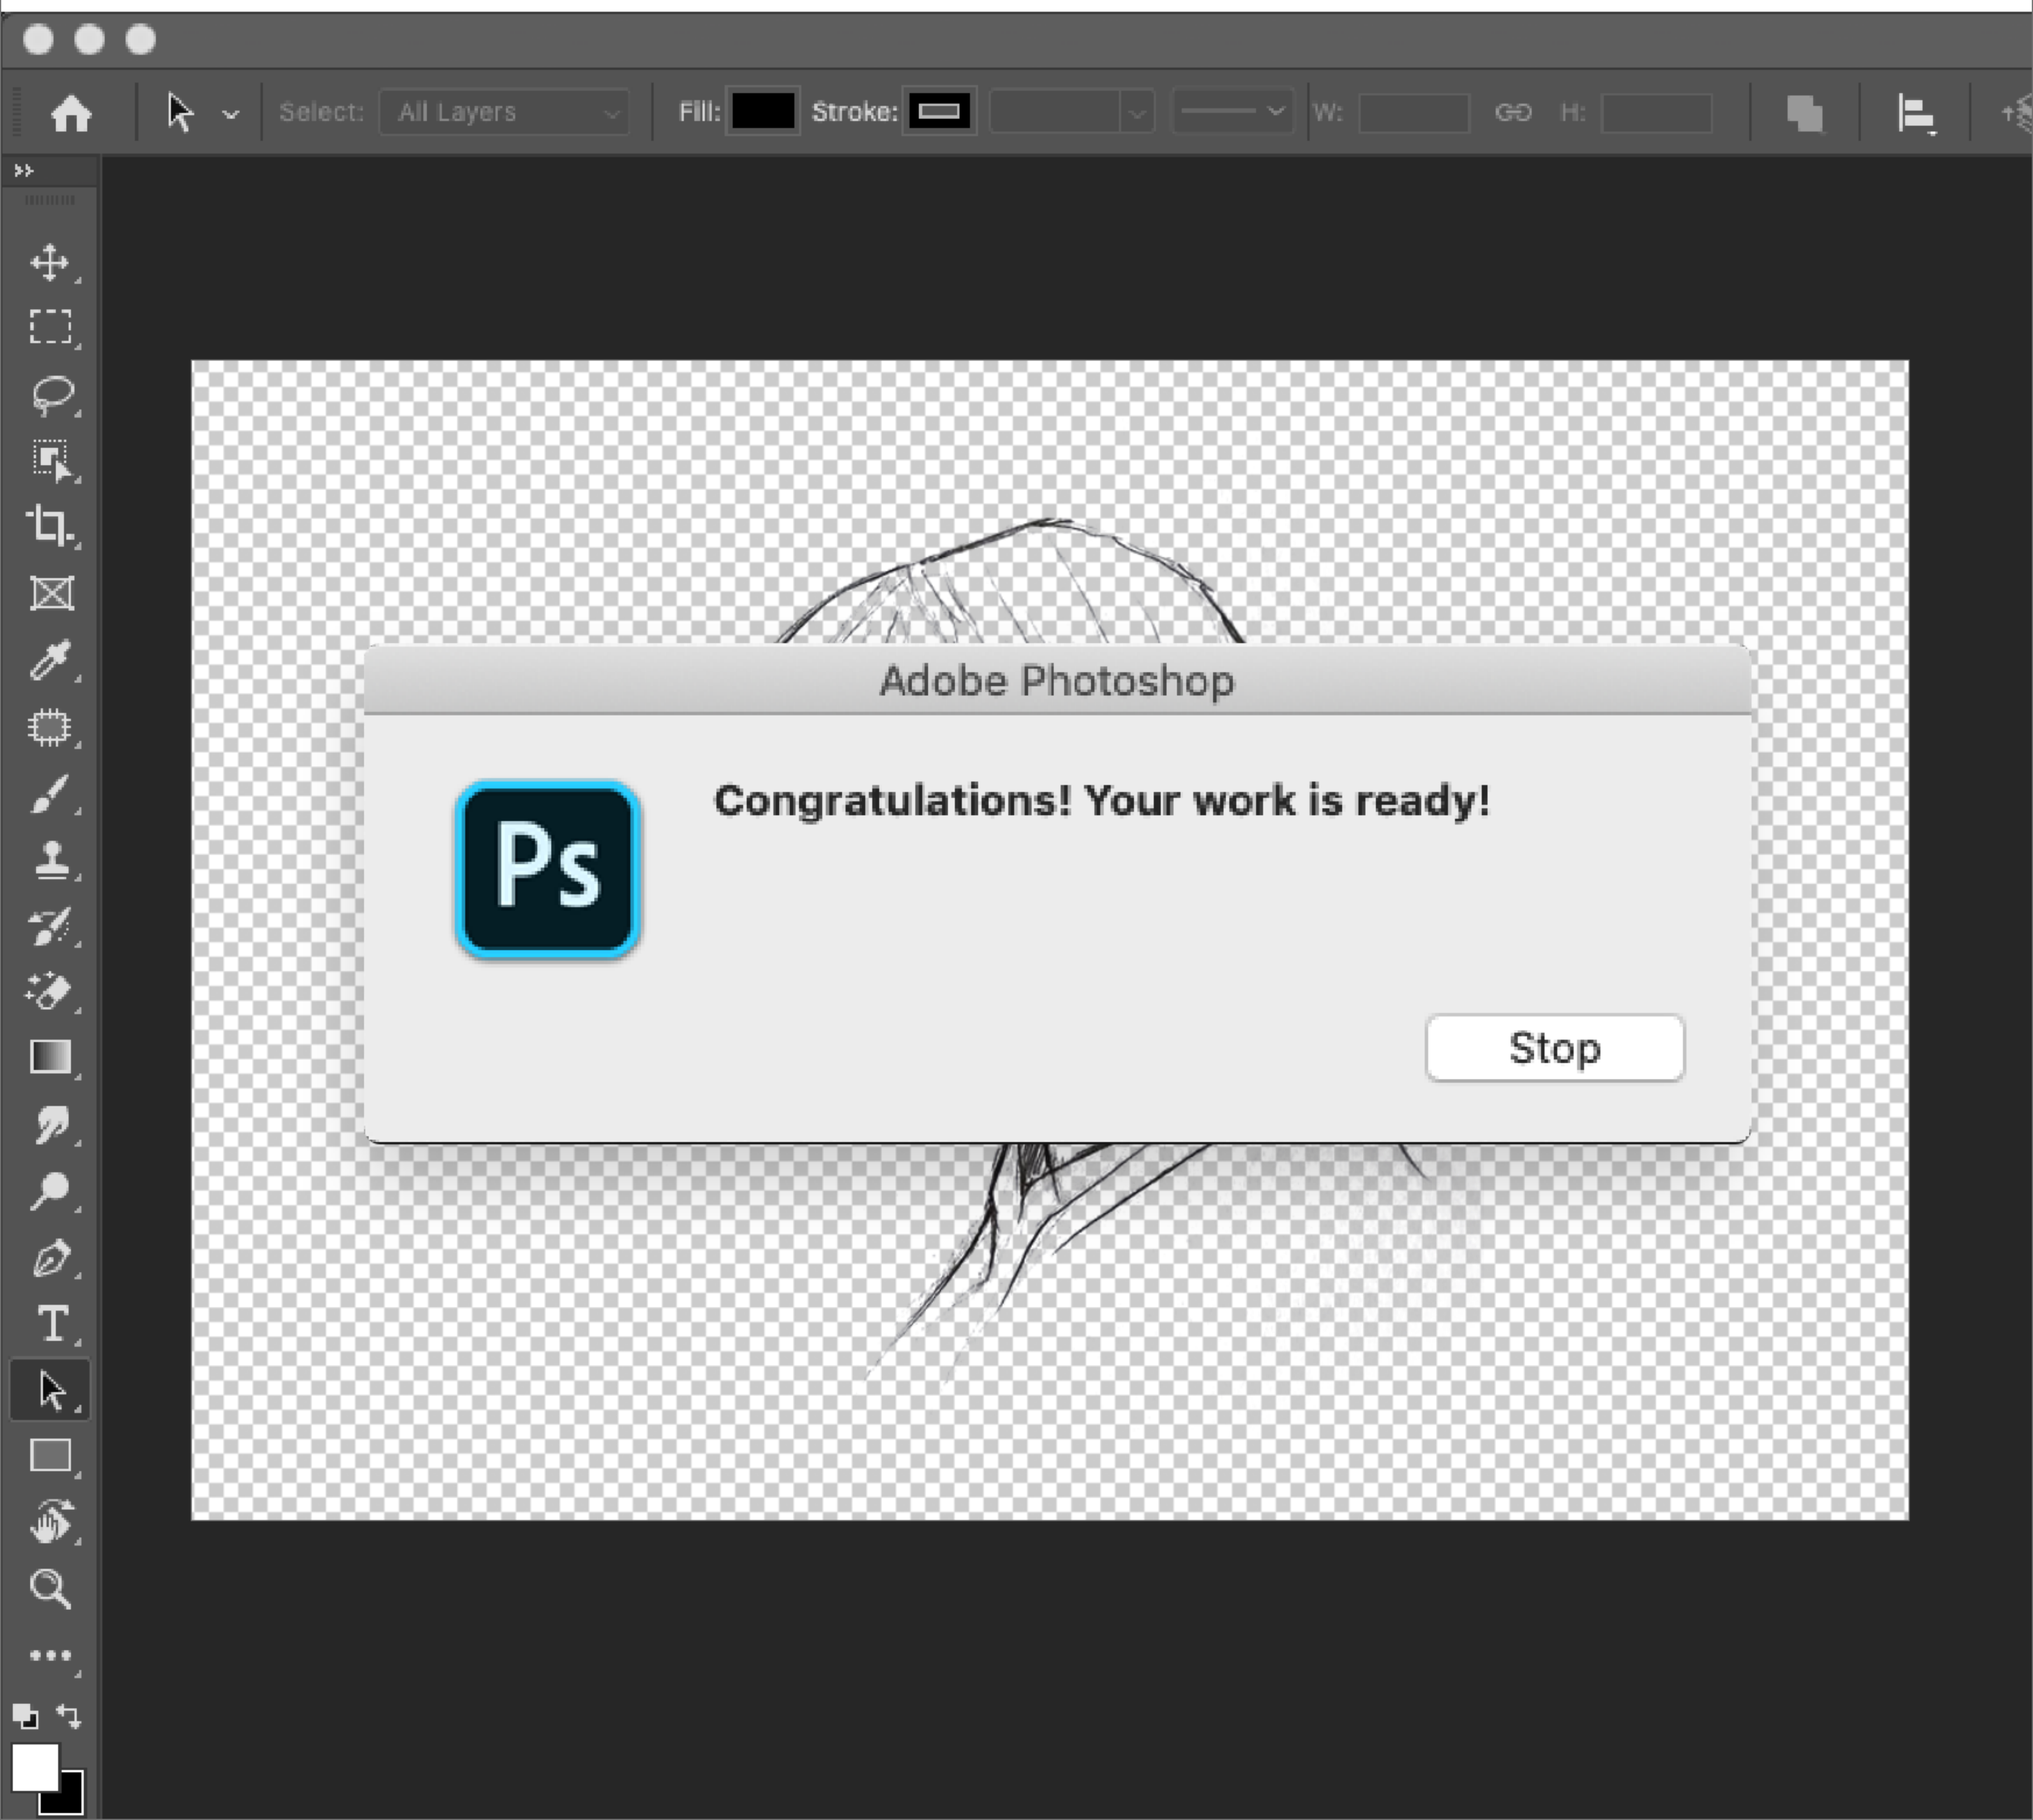 Select: All Layers Fill: Stroke: W: H:
Adobe Photoshop
Congratulations! Your work is ready!
Ps
Stop
T